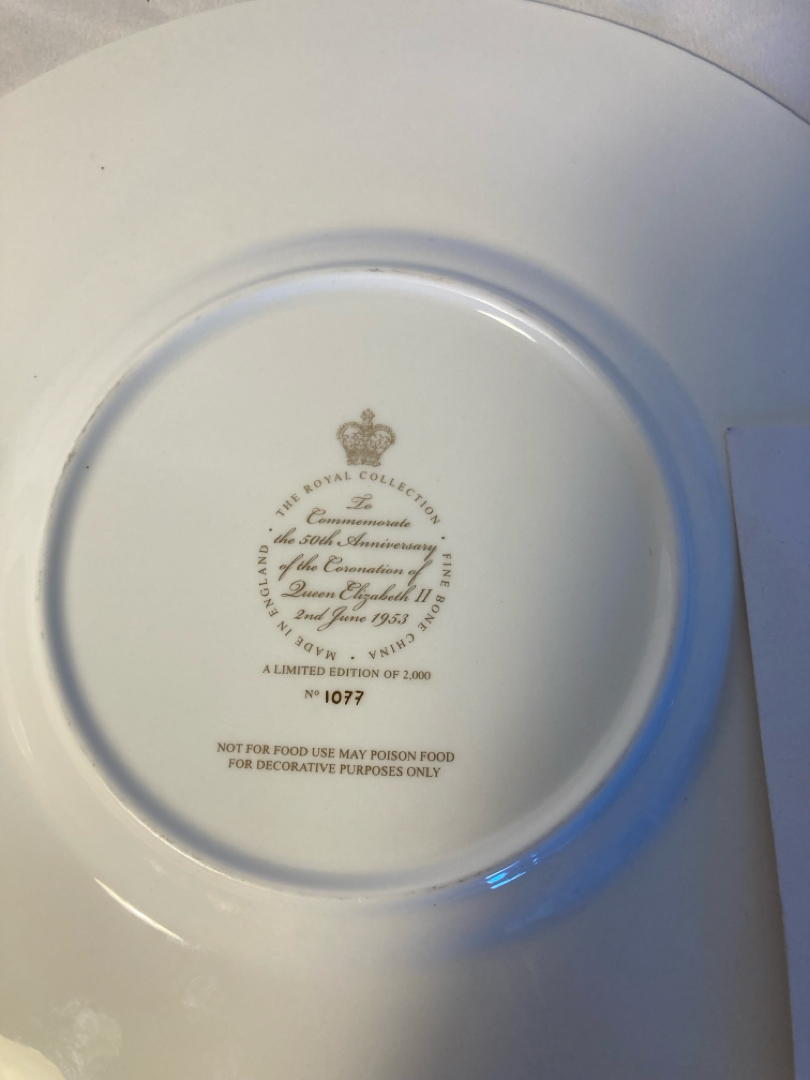 THE ROYAL COLLECTION · FINE BONE CHINA · MADE IN ENGLAND ·
To
Commemorate
the 50th Anniversary
of the Coronation of
Queen Elizabeth II
2nd June 1953
A LIMITED EDITION OF 2,000
Nº 1077
NOT FOR FOOD USE MAY POISON FOOD
FOR DECORATIVE PURPOSES ONLY